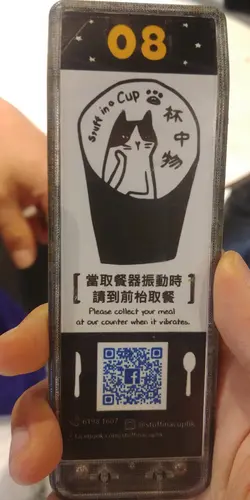 08
Stuff in a Cup
杯中物
當取餐器振動時
請到前枱取餐
Please collect your meal
at our counter when it vibrates.
@stuffinacuphk